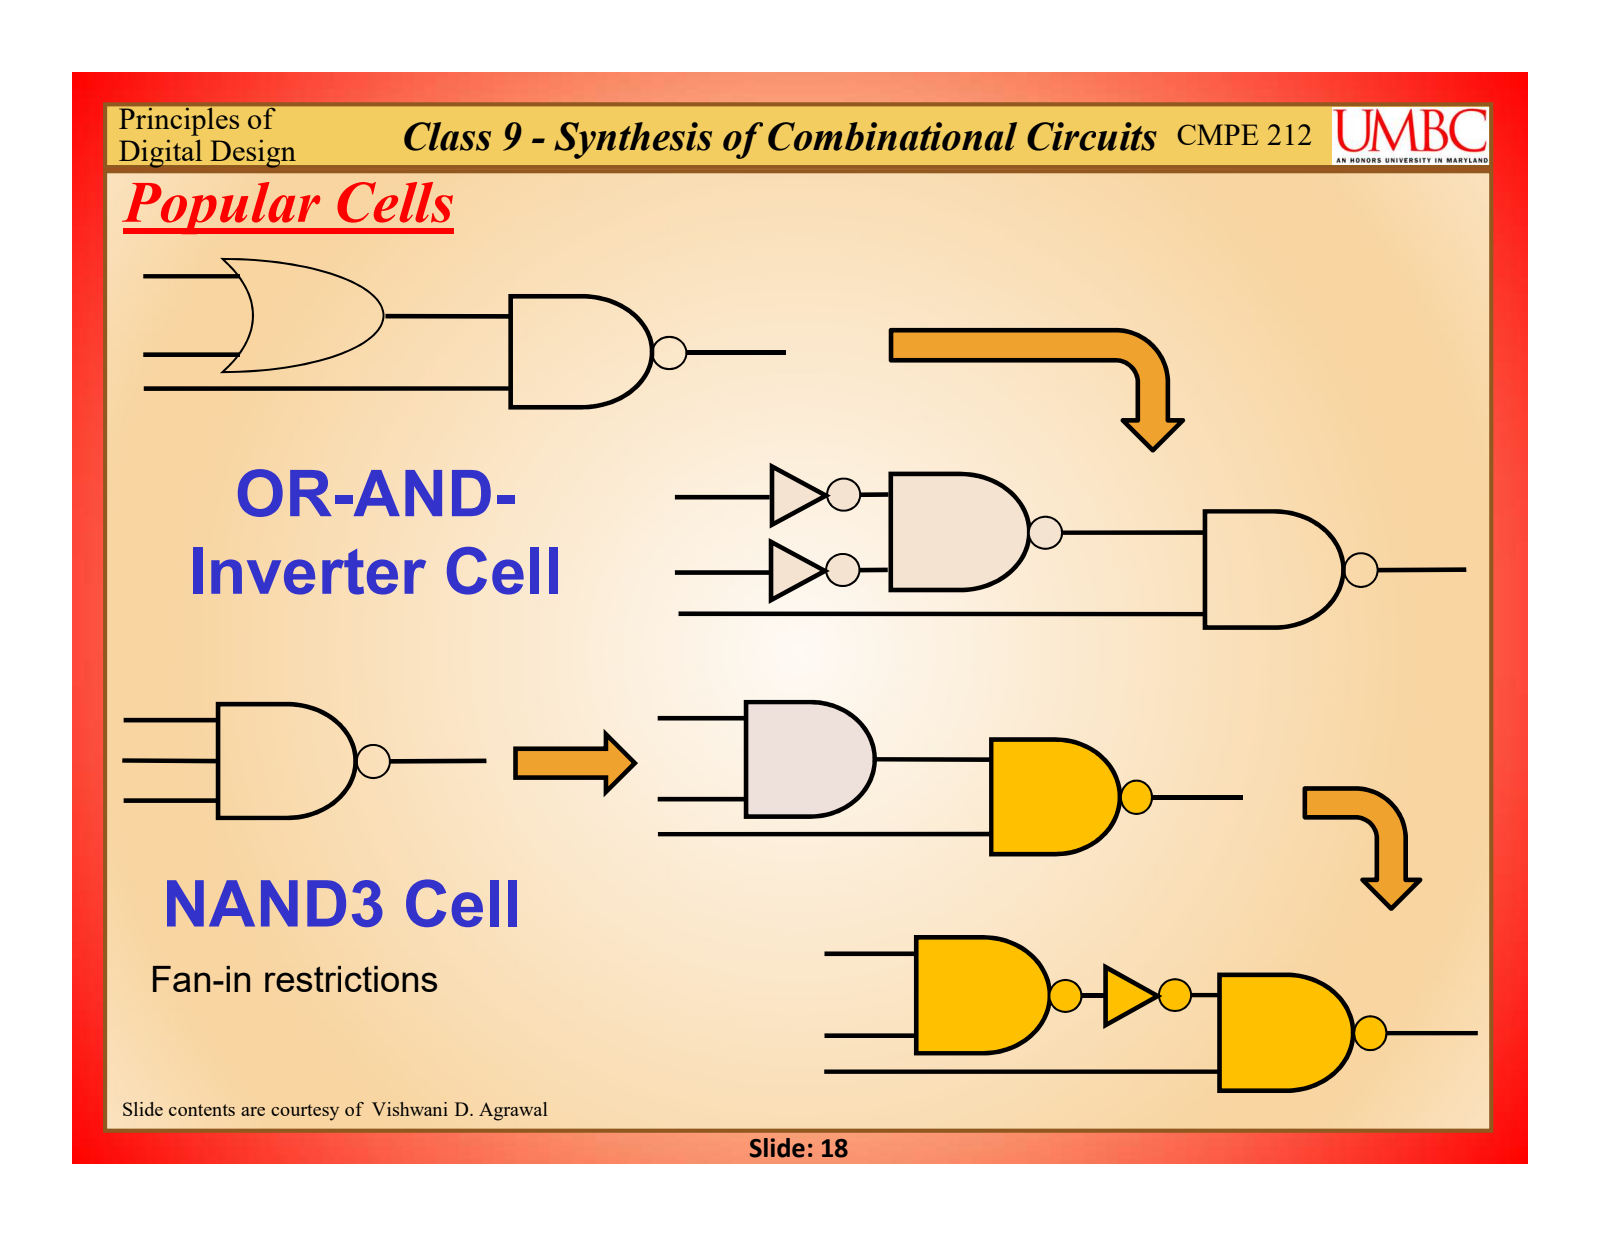 Principles of
Digital Design
Class 9 - Synthesis of Combinational Circuits
CMPE 212
UMBC
AN HONORS UNIVERSITY IN MARYLAND
Popular Cells
OR-AND-
Inverter Cell
NAND3 Cell
Fan-in restrictions
Slide contents are courtesy of Vishwani D. Agrawal
Slide: 18